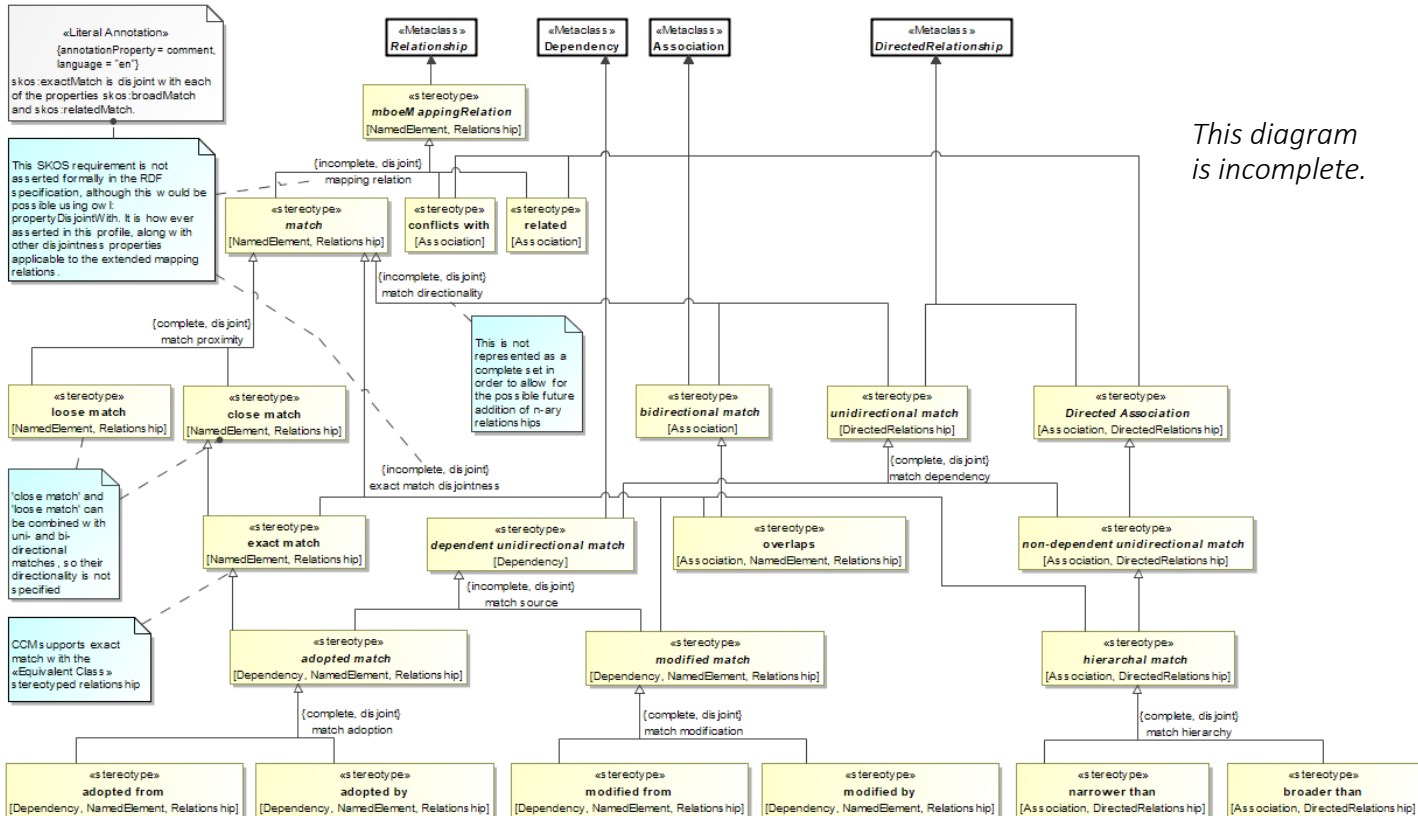 «Literal Annotation»
{annotationProperty = comment,
language = "en"}
skos:exactMatch is disjoint with each
of the properties skos:broadMatch
and skos:relatedMatch.
«Metaclass»
Relationship
«Metaclass»
Dependency
«Metaclass»
Association
«Metaclass»
DirectedRelationship
«stereotype»
mboeMappingRelation
[NamedElement, Relationship]
This diagram
is incomplete.
This SKOS requirement is not
asserted formally in the RDF
specification, although this would be
possible using owl:
propertyDisjointWith. It is however
asserted in this profile, along with
other disjointness properties
applicable to the extended mapping
relations.
{incomplete, disjoint}
mapping relation
«stereotype»
match
[NamedElement, Relationship]
«stereotype»
conflicts with
[Association]
«stereotype»
related
[Association]
{incomplete, disjoint}
match directionality
{complete, disjoint}
match proximity
This is not
represented as a
complete set in
order to allow for
the possible future
addition of n-ary
relationships
«stereotype»
loose match
[NamedElement, Relationship]
«stereotype»
close match
[NamedElement, Relationship]
«stereotype»
bidirectional match
[Association]
«stereotype»
unidirectional match
[DirectedRelationship]
«stereotype»
Directed Association
[Association, DirectedRelationship]
{incomplete, disjoint}
exact match disjointness
{complete, disjoint}
match dependency
'close match' and
'loose match' can
be combined with
uni- and bi-
directional
matches, so their
directionality is not
specified
«stereotype»
exact match
[NamedElement, Relationship]
«stereotype»
dependent unidirectional match
[Dependency]
«stereotype»
overlaps
[Association, NamedElement, Relationship]
«stereotype»
non-dependent unidirectional match
[Association, DirectedRelationship]
{incomplete, disjoint}
match source
CCM supports exact
match with the
«Equivalent Class»
stereotyped relationship
«stereotype»
adopted match
[Dependency, NamedElement, Relationship]
«stereotype»
modified match
[Dependency, NamedElement, Relationship]
«stereotype»
hierarchal match
[Association, DirectedRelationship]
{complete, disjoint}
match adoption
{complete, disjoint}
match modification
{complete, disjoint}
match hierarchy
«stereotype»
adopted from
[Dependency, NamedElement, Relationship]
«stereotype»
adopted by
[Dependency, NamedElement, Relationship]
«stereotype»
modified from
[Dependency, NamedElement, Relationship]
«stereotype»
modified by
[Dependency, NamedElement, Relationship]
«stereotype»
narrower than
[Association, DirectedRelationship]
«stereotype»
broader than
[Association, DirectedRelationship]